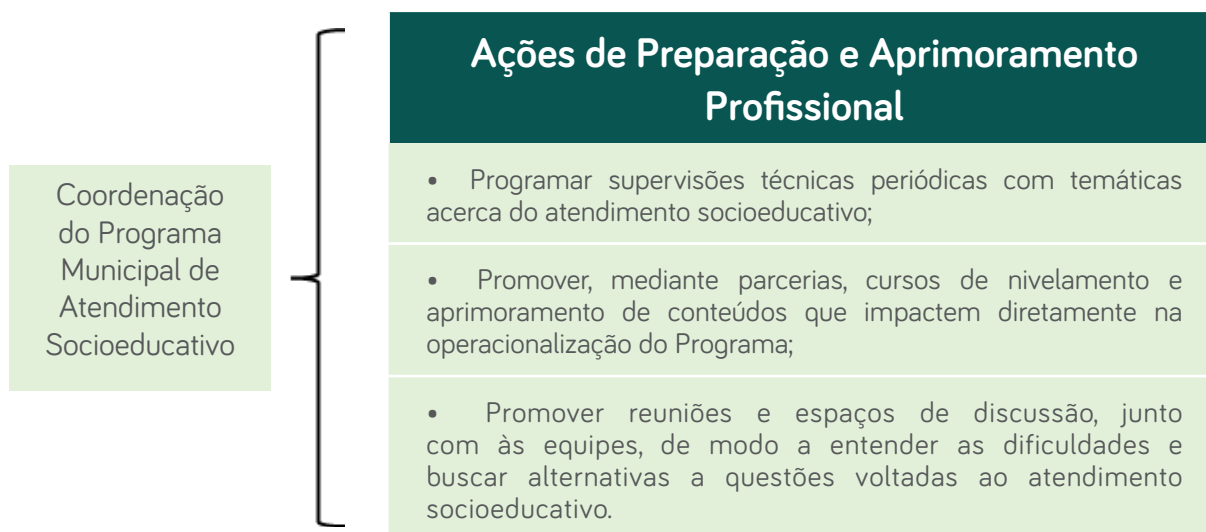 Coordenação
do Programa
Municipal de
Atendimento
Socioeducativo
Ações de Preparação e Aprimoramento
Profissional
• Programar supervisões técnicas periódicas com temáticas
acerca do atendimento socioeducativo;
• Promover, mediante parcerias, cursos de nivelamento e
aprimoramento de conteúdos que impactem diretamente na
operacionalização do Programa;
• Promover reuniões e espaços de discussão, junto
com às equipes, de modo a entender as dificuldades e
buscar alternativas a questões voltadas ao atendimento
socioeducativo.